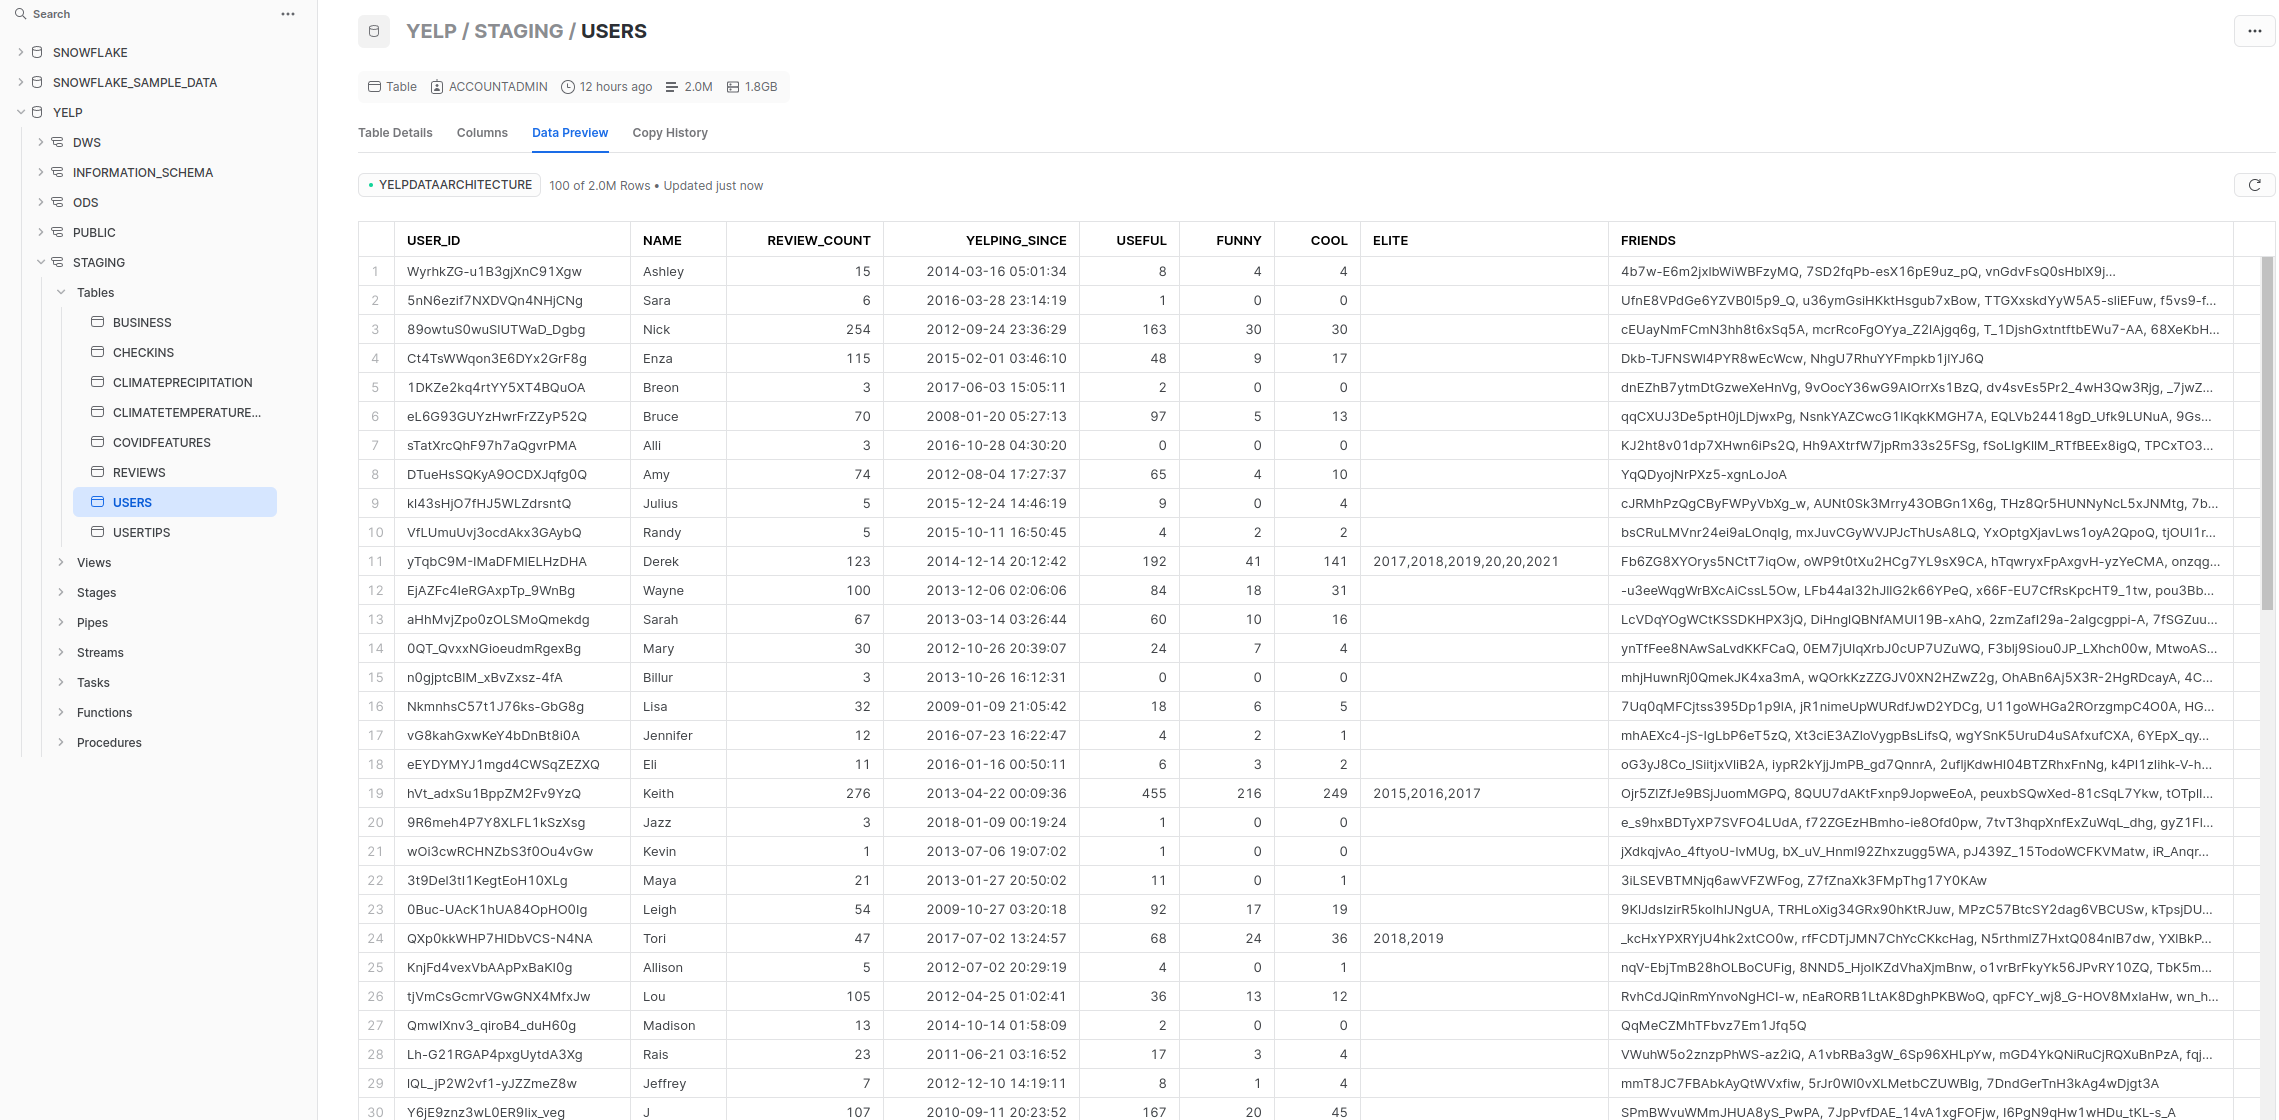 Search
SNOWFLAKE
SNOWFLAKE_SAMPLE_DATA
YELP
DWS
INFORMATION_SCHEMA
ODS
PUBLIC
STAGING
Tables
BUSINESS
CHECKINS
CLIMATEPRECIPITATION
CLIMATETEMPERATURE...
COVIDFEATURES
REVIEWS
USERS
USERTIPS
Views
Stages
Pipes
Streams
Tasks
Functions
Procedures
YELP / STAGING / USERS
Table ACCOUNTADMIN 12 hours ago 2.0M 1.8GB
Table Details Columns Data Preview Copy History
YELPDATAARCHITECTURE 100 of 2.0M Rows • Updated just now
USER_ID NAME REVIEW_COUNT YELPING_SINCE USEFUL FUNNY COOL ELITE FRIENDS
1 WyrhkZG-u1B3gjXnC91Xgw Ashley 15 2014-03-16 05:01:34 8 4 4 4b7w-E6m2jxlbWiWBFzyMQ, 7SD2fqPb-esX16pE9uz_pQ, vnGdvFsQ0sHbIX9j...
2 5nN6ezif7NXDVQn4NHjCNg Sara 6 2016-03-28 23:14:19 1 0 0 UfnE8VPdGe6YZVB0I5p9_Q, u36ymGsiHKktHsgub7xBow, TTGXxskdYyW5A5-sliEFuw, f5vs9-f...
3 89owtuS0wuSlUTWaD_Dgbg Nick 254 2012-09-24 23:36:29 163 30 30 cEUayNmFCmN3hh8t6xSq5A, mcrRcoFgOYya_Z2lAjgq6g, T_1DjshGxtntftbEWu7-AA, 68XeKbH...
4 Ct4TsWWqon3E6DYx2GrF8g Enza 115 2015-02-01 03:46:10 48 9 17 Dkb-TJFNSWl4PYR8wEcWcw, NhgU7RhuYYFmpkb1jlYJ6Q
5 1DKZe2kq4rtYY5XT4BQuOA Breon 3 2017-06-03 15:05:11 2 0 0 dnEZhB7ytmDtGzweXeHnVg, 9vOocY36wG9AlOrrXs1BzQ, dv4svEs5Pr2_4wH3Qw3Rjg, _7jwZ...
6 eL6G93GUYzHwrFrZZyP52Q Bruce 70 2008-01-20 05:27:13 97 5 13 qqCXUJ3De5ptH0jLDjwxPg, NsnkYAZCwcG1lKqkKMGH7A, EQLVb24418gD_Ufk9LUNuA, 9Gs...
7 sTatXrcQhF97h7aQgvrPMA Alli 3 2016-10-28 04:30:20 0 0 0 KJ2ht8v01dp7XHwn6iPs2Q, Hh9AXtrfW7jpRm33s25FSg, fSoLIgKllM_RTfBEEx8igQ, TPCxTO3...
8 DTueHsSQKyA9OCDXJqfg0Q Amy 74 2012-08-04 17:27:37 65 4 10 YqQDyojNrPXz5-xgnLoJoA
9 kl43sHjO7fHJ5WLZdrsntQ Julius 5 2015-12-24 14:46:19 9 0 4 cJRMhPzQgCByFWPyVbXg_w, AUNt0Sk3Mrry43OBGn1X6g, THz8Qr5HUNNyNcL5xJNMtg, 7b...
10 VfLUmuUvj3ocdAkx3GAybQ Randy 5 2015-10-11 16:50:45 4 2 2 bsCRuLMVnr24ei9aLOnqlg, mxJuvCGyWVJPJcThUsA8LQ, YxOptgXjavLws1oyA2QpoQ, tjOUI1r...
11 yTqbC9M-IMaDFMIELHzDHA Derek 123 2014-12-14 20:12:42 192 41 141 2017,2018,2019,20,20,2021 Fb6ZG8XYOrys5NCtT7iqOw, oWP9t0tXu2HCg7YL9sX9CA, hTqwryxFpAxgvH-yzYeCMA, onzqg...
12 EjAZFc4leRGAxpTp_9WnBg Wayne 100 2013-12-06 02:06:06 84 18 31 -u3eeWqgWrBXcAiCssL5Ow, LFb44aI32hJllG2k66YPeQ, x66F-EU7CfRsKpcHT9_1tw, pou3Bb...
13 aHhMvjZpo0zOLSMoQmekdg Sarah 67 2013-03-14 03:26:44 60 10 16 LcVDqYOgWCtKSSDKHPX3jQ, DiHnglQBNfAMUI19B-xAhQ, 2zmZafI29a-2algcgppi-A, 7fSGZuu...
14 0QT_QvxxNGioeudmRgexBg Mary 30 2012-10-26 20:39:07 24 7 4 ynTfFee8NAwSaLvdKKFCaQ, 0EM7jUlqXrbJ0cUP7UZuWQ, F3blj9Siou0JP_LXhch00w, MtwoAS...
15 n0gjptcBlM_xBvZxsz-4fA Billur 3 2013-10-26 16:12:31 0 0 0 mhjHuwnRj0QmekJK4xa3mA, wQOrkKzZZGJV0XN2HZwZ2g, OhABn6Aj5X3R-2HgRDcayA, 4C...
16 NkmnhsC57t1J76ks-GbG8g Lisa 32 2009-01-09 21:05:42 18 6 5 7Uq0qMFCjtss395Dp1p9lA, jR1nimeUpWURdfJwD2YDCg, U11goWHGa2ROrzgmpC4O0A, HG...
17 vG8kahGxwKeY4bDnBt8i0A Jennifer 12 2016-07-23 16:22:47 4 2 1 mhAEXc4-jS-IgLbP6eT5zQ, Xt3ciE3AZloVygpBsLifsQ, wgYSnK5UruD4uSAfxufCXA, 6YEpX_qy...
18 eEYDYMYJ1mgd4CWSqZEZXQ Eli 11 2016-01-16 00:50:11 6 3 2 oG3yJ8Co_lSiitjxVliB2A, iypR2kYjjJmPB_gd7QnnrA, 2ufljKdwHl04BTZRhxFnNg, k4Pl1zlihk-V-h...
19 hVt_adxSu1BppZM2Fv9YzQ Keith 276 2013-04-22 00:09:36 455 216 249 2015,2016,2017 Ojr5ZlZfJe9BSjJuomMGPQ, 8QUU7dAKtFxnp9JopweEoA, peuxbSQwXed-81cSqL7Ykw, tOTpIl...
20 9R6meh4P7Y8XLFL1kSzXsg Jazz 3 2018-01-09 00:19:24 1 0 0 e_s9hxBDTyXP7SVFO4LUdA, f72ZGEzHBmho-ie8Ofd0pw, 7tvT3hqpXnfExZuWqL_dhg, gyZ1Fl...
21 wOi3cwRCHNZbS3f0Ou4vGw Kevin 1 2013-07-06 19:07:02 1 0 0 jXdkqjvAo_4ftyoU-IvMUg, bX_uV_HnmI92Zhxzugg5WA, pJ439Z_15TodoWCFKVMatw, iR_Anqr...
22 3t9Del3tI1KegtEoH10XLg Maya 21 2013-01-27 20:50:02 11 0 1 3iLSEVBTMNjq6awVFZWFog, Z7fZnaXk3FMpThg17Y0KAw
23 0Buc-UAcK1hUA84OpHO0Ig Leigh 54 2009-10-27 03:20:18 92 17 19 9KlJdslzirR5kolhlJNgUA, TRHLoXig34GRx90hKtRJuw, MPzC57BtcSY2dag6VBCUSw, kTpsjDU...
24 QXp0kkWHP7HIDbVCS-N4NA Tori 47 2017-07-02 13:24:57 68 24 36 2018,2019 _kcHxYPXRYjU4hk2xtCO0w, rfFCDTjJMN7ChYcCKkcHag, N5rthmlZ7HxtQ084nIB7dw, YXlBkP...
25 KnjFd4vexVbAApPxBaKl0g Allison 5 2012-07-02 20:29:19 4 0 1 nqV-EbjTmB28hOLBoCUFig, 8NND5_HjolKZdVhaXjmBnw, o1vrBrFkyYk56JPvRY10ZQ, TbK5m...
26 tjVmCsGcmrVGwGNX4MfxJw Lou 105 2012-04-25 01:02:41 36 13 12 RvhCdJQinRmYnvoNgHCI-w, nEaRORB1LtAK8DghPKBWoQ, qpFCY_wj8_G-HOV8MxlaHw, wn_h...
27 QmwlXnv3_qiroB4_duH60g Madison 13 2014-10-14 01:58:09 2 0 0 QqMeCZMhTFbvz7Em1Jfq5Q
28 Lh-G21RGAP4pxgUytdA3Xg Rais 23 2011-06-21 03:16:52 17 3 4 VWuhW5o2znzpPhWS-az2iQ, A1vbRBa3gW_6Sp96XHLpYw, mGD4YkQNiRuCjRQXuBnPzA, fqj...
29 lQL_jP2W2vf1-yJZZmeZ8w Jeffrey 7 2012-12-10 14:19:11 8 1 4 mmT8JC7FBAbkAyQtWVxfiw, 5rJr0Wl0vXLMetbCZUWBlg, 7DndGerTnH3kAg4wDjgt3A
30 Y6jE9znz3wL0ER9lix_veg J 107 2010-09-11 20:23:52 167 20 45 SPmBWvuWMmJHUA8yS_PwPA, 7JpPvfDAE_14vA1xgFOFjw, I6PgN9qHw1wHDu_tKL-s_A